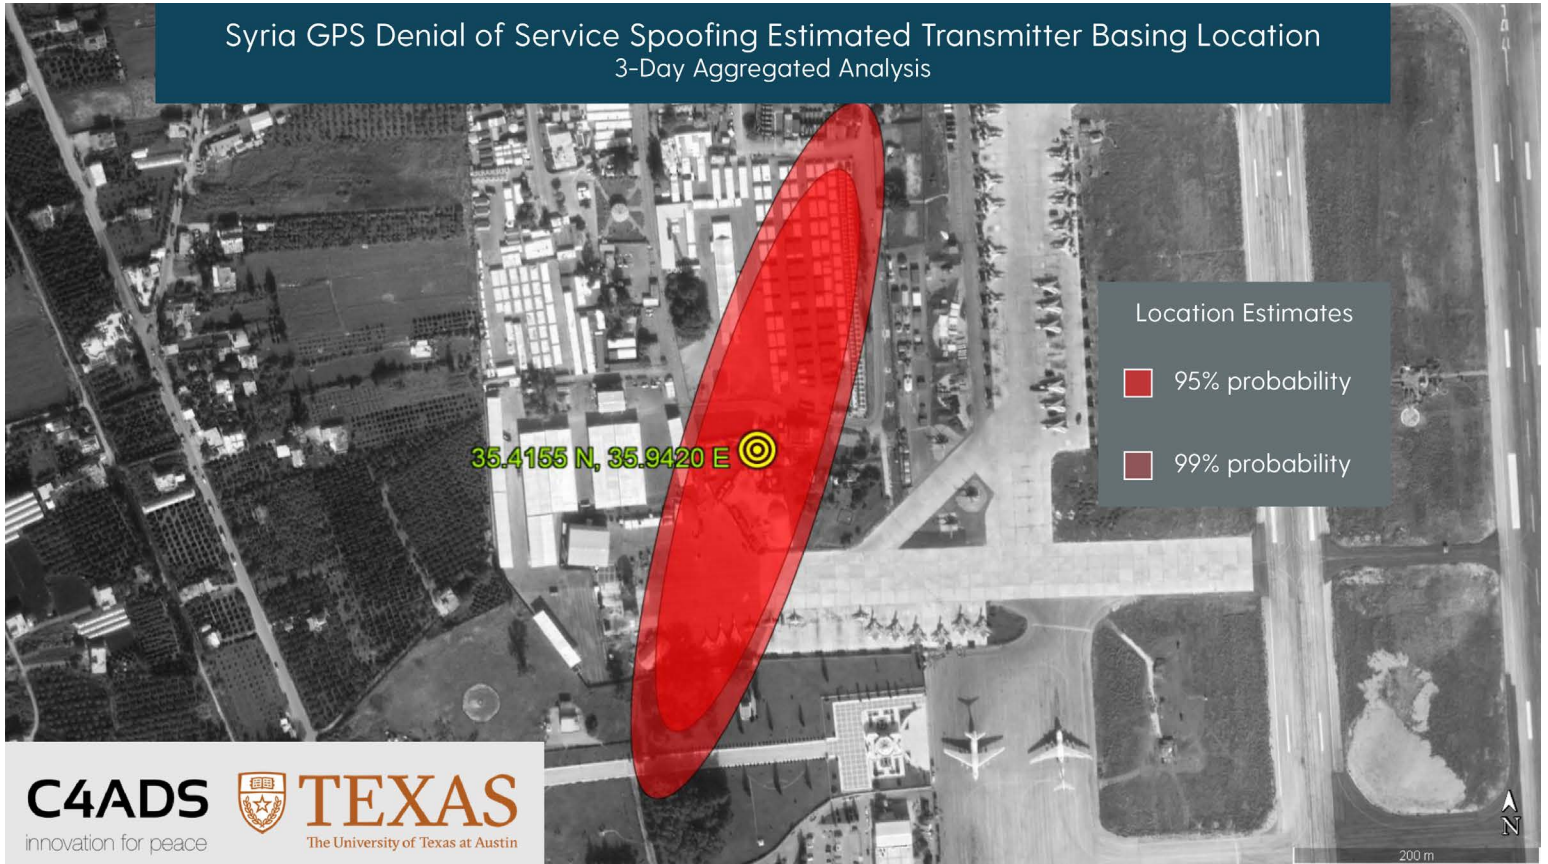 Syria GPS Denial of Service Spoofing Estimated Transmitter Basing Location
3-Day Aggregated Analysis
Location Estimates
95% probability
99% probability
35.4155 N, 35.9420 E
C4ADS
innovation for peace
TEXAS
The University of Texas at Austin
N
200 m